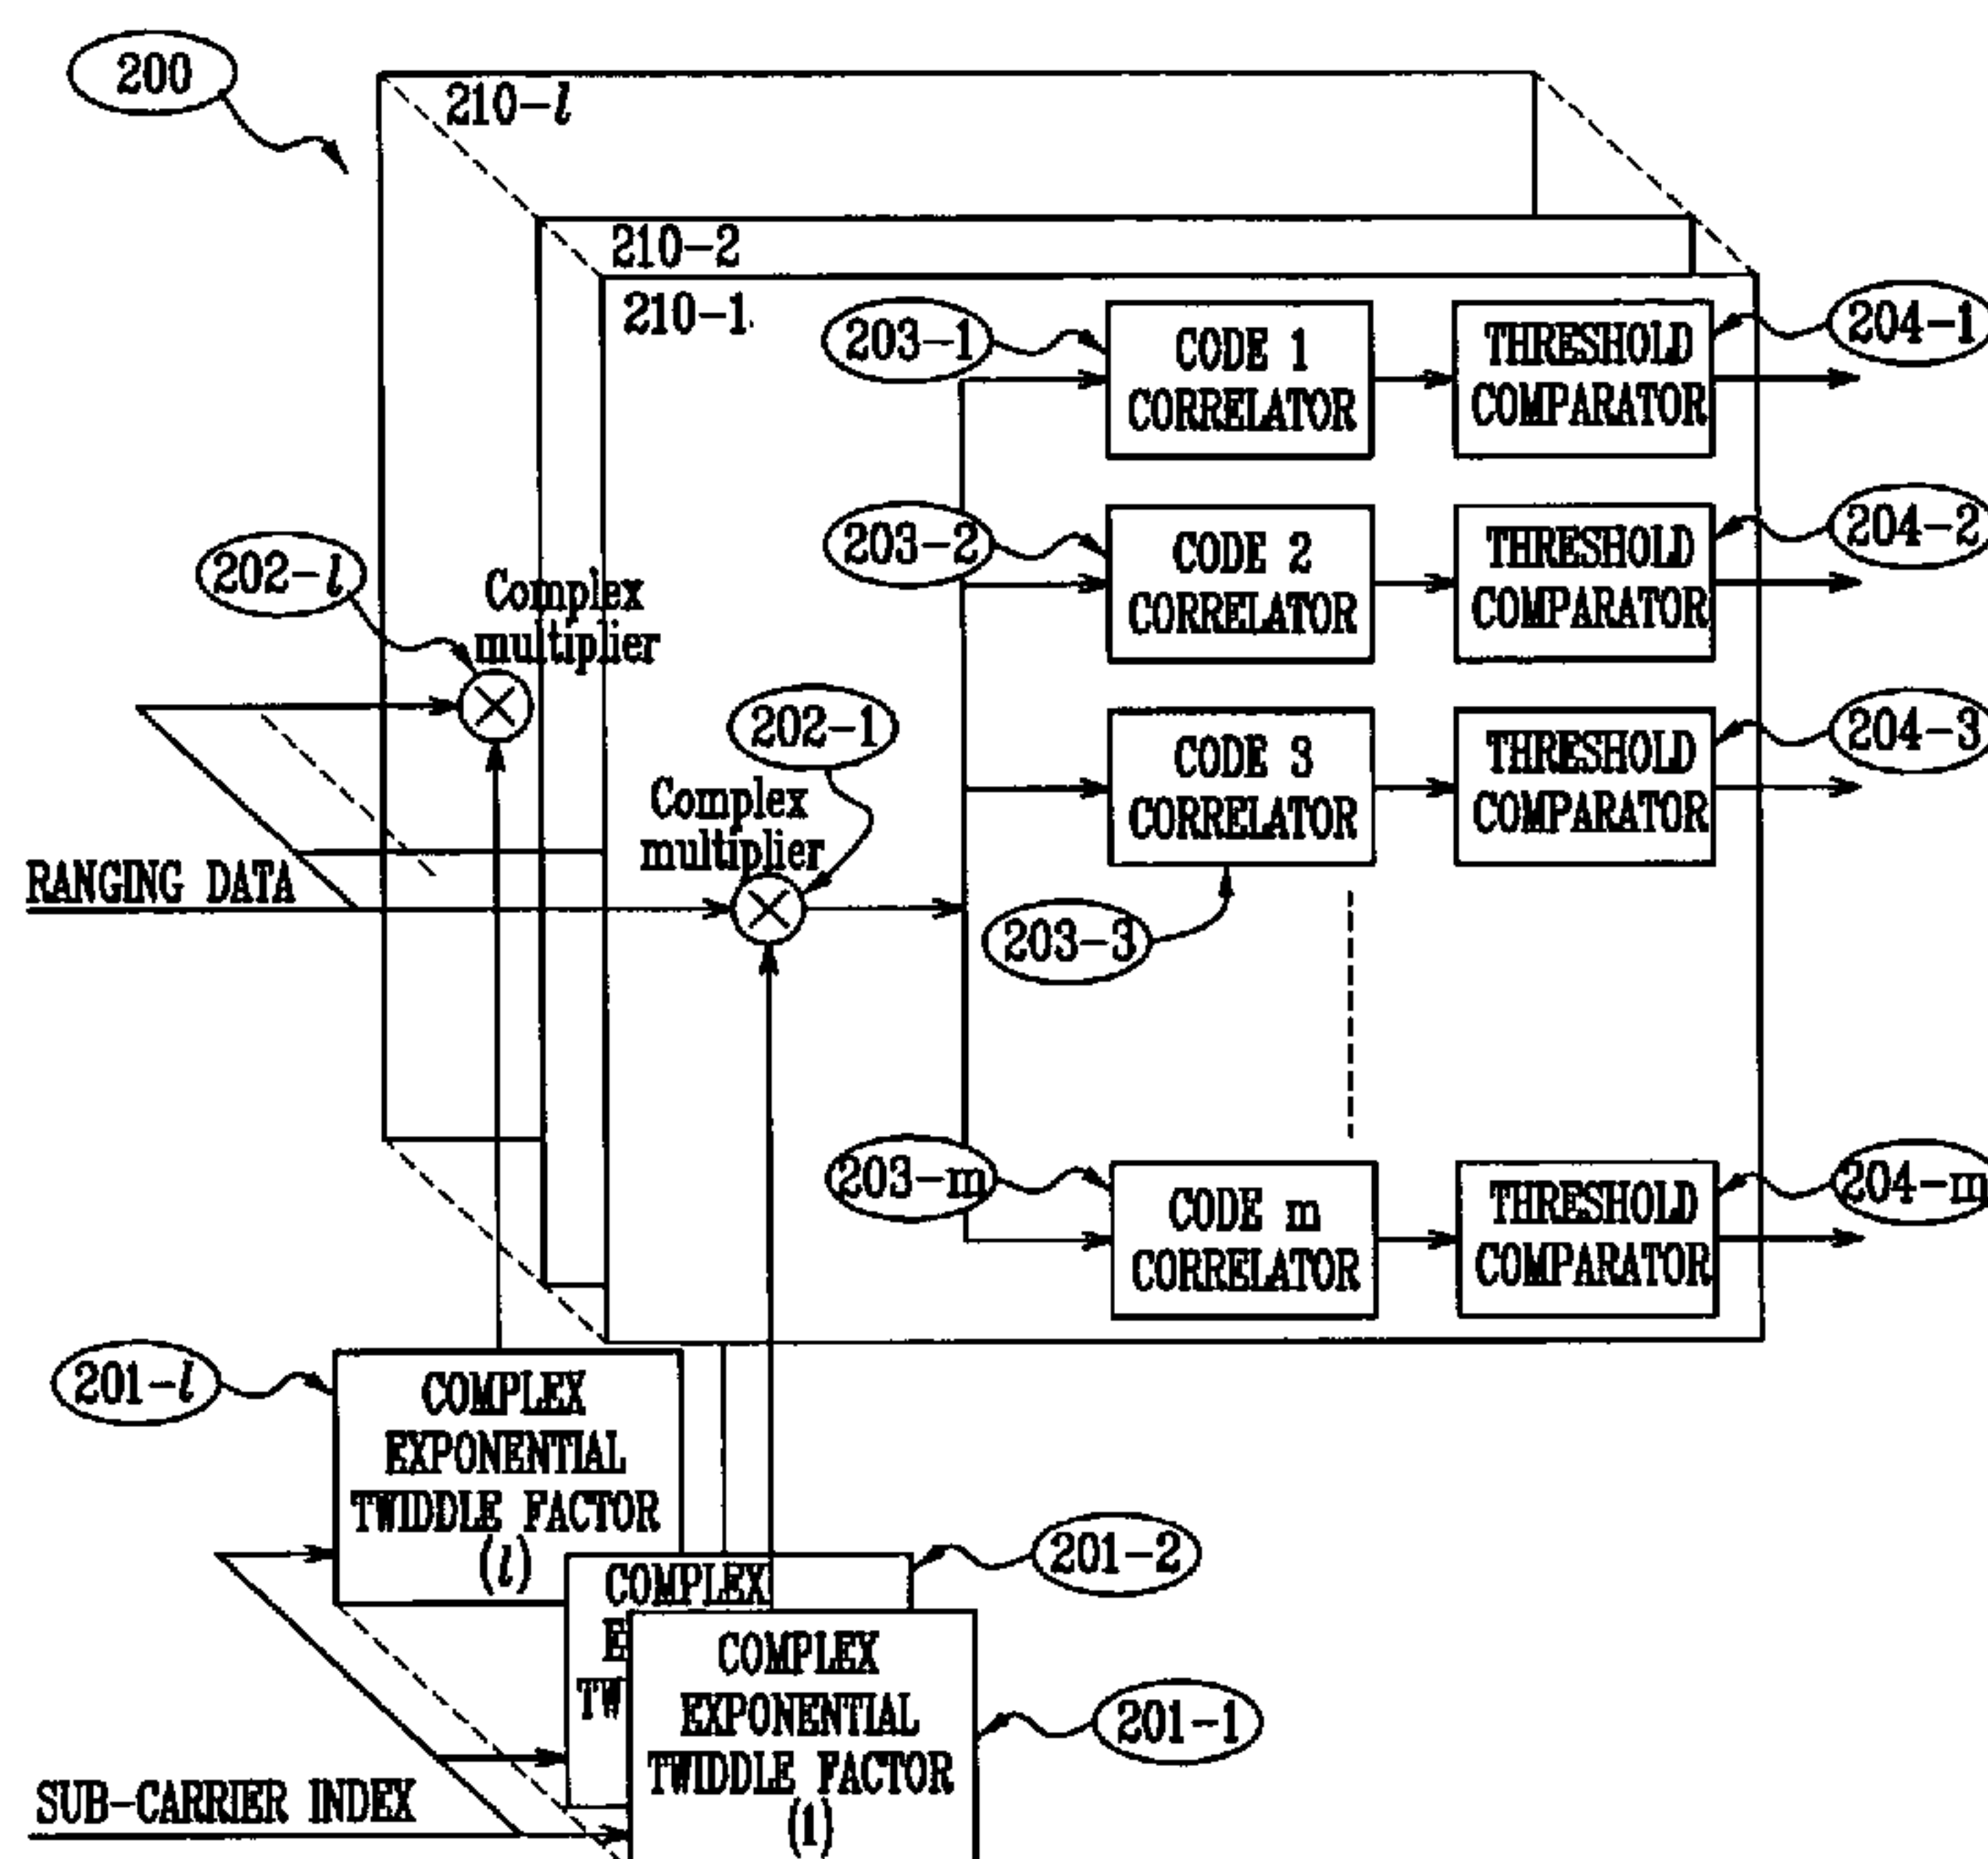 200
210-l
210-2
210-1
203-1
CODE 1
CORRELATOR
THRESHOLD
COMPARATOR
204-1
203-2
CODE 2
CORRELATOR
THRESHOLD
COMPARATOR
204-2
202-l
Complex
multiplier
202-1
Complex
multiplier
CODE 3
CORRELATOR
THRESHOLD
COMPARATOR
204-3
RANGING DATA
203-3
203-m
CODE m
CORRELATOR
THRESHOLD
COMPARATOR
204-m
201-l
COMPLEX
EXPONENTIAL
TWIDDLE FACTOR
(l)
201-2
COMPLEX
E
TW
COMPLEX
EXPONENTIAL
TWIDDLE FACTOR
(1)
201-1
SUB-CARRIER INDEX